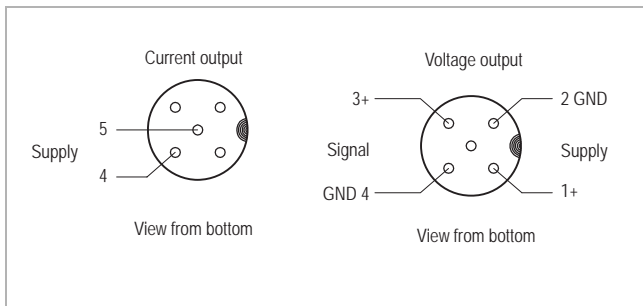 Current output
5
Supply
4
View from bottom
Voltage output
3+
2 GND
Signal
Supply
GND 4
1+
View from bottom